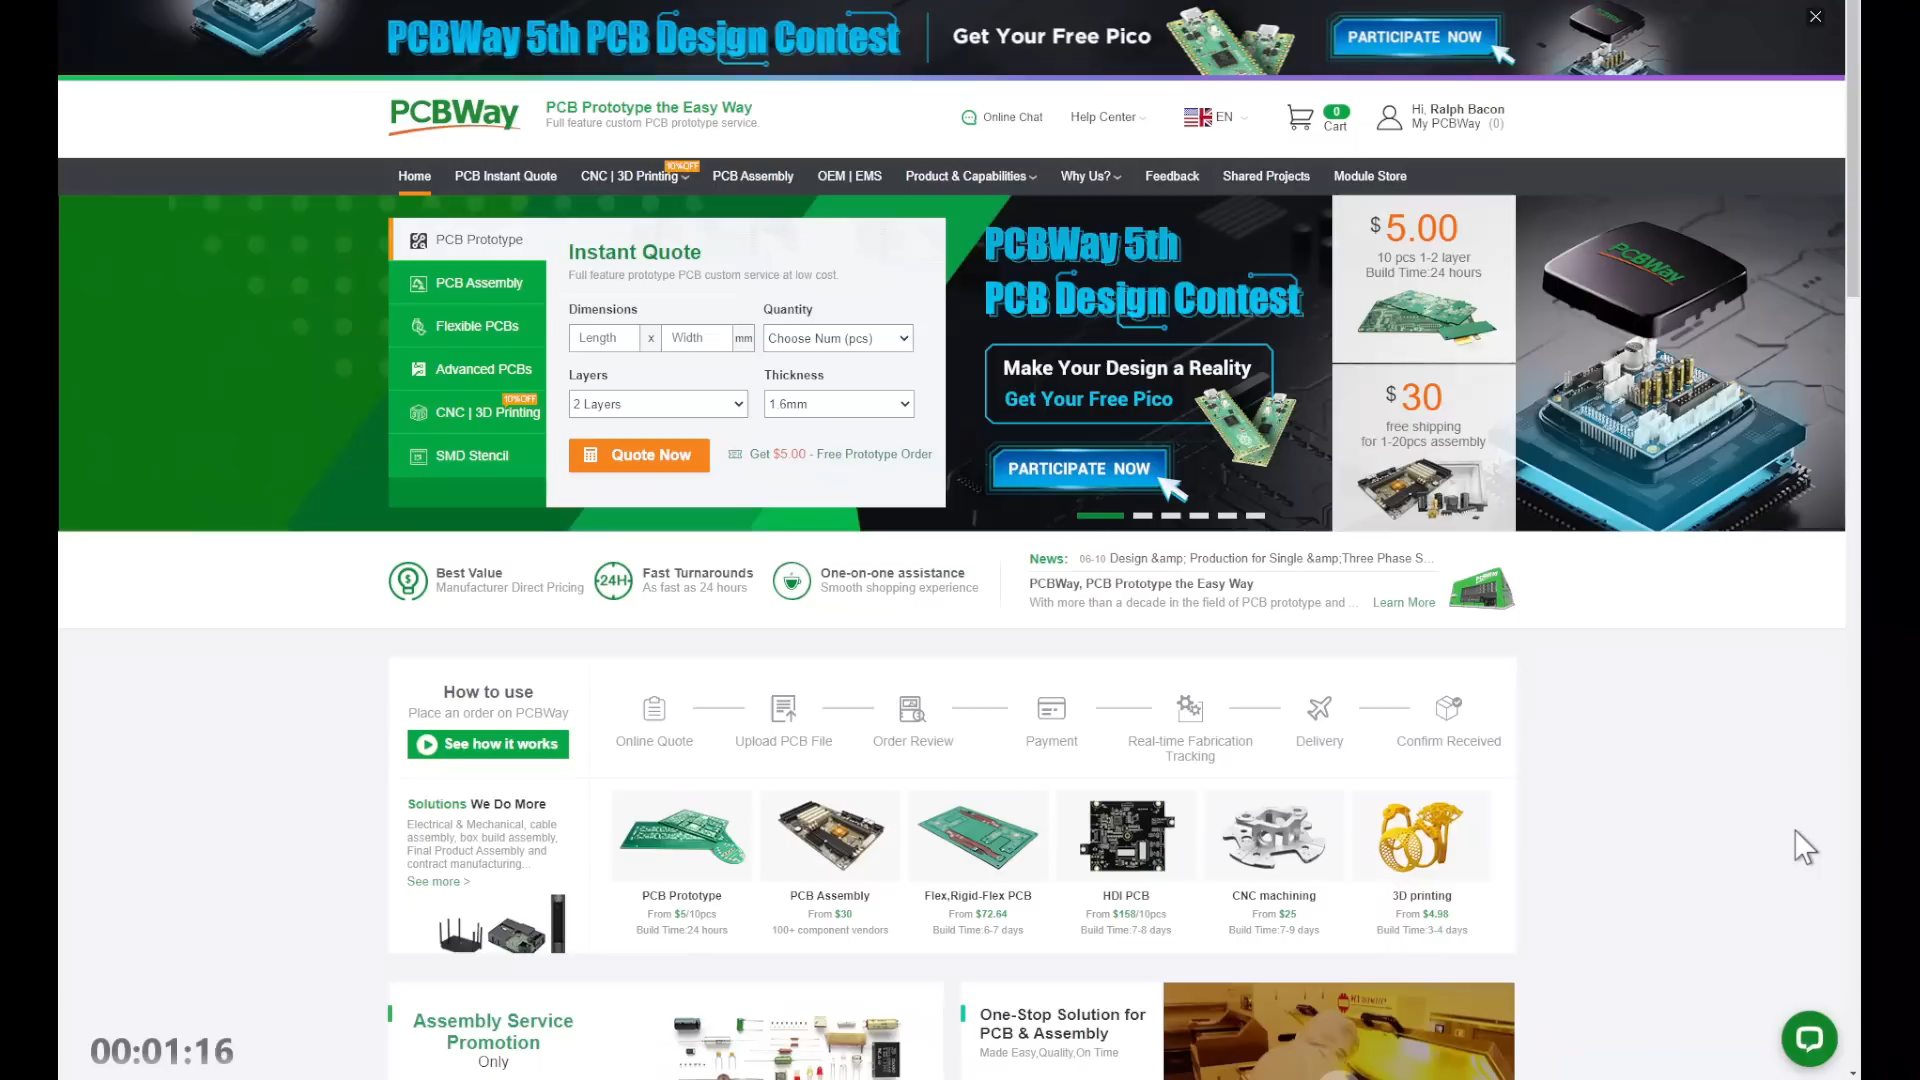 PCBWay 5th PCB Design Contest
Get Your Free Pico
PARTICIPATE NOW
PCBWay
PCB Prototype the Easy Way
Full feature custom PCB prototype service.
Online Chat
Help Center
EN
0
Cart
Hi, Ralph Bacon
My PCBWay (0)
Home
PCB Instant Quote
CNC | 3D Printing
10%OFF
PCB Assembly
OEM | EMS
Product & Capabilities
Why Us?
Feedback
Shared Projects
Module Store
PCB Prototype
PCB Assembly
Flexible PCBs
Advanced PCBs
10%OFF
CNC | 3D Printing
SMD Stencil
Instant Quote
Full feature prototype PCB custom service at low cost.
Dimensions
Quantity
Length x Width mm
Choose Num (pcs)
Layers
Thickness
2 Layers
1.6mm
Quote Now
Get $5.00 - Free Prototype Order
PCBWay 5th
PCB Design Contest
Make Your Design a Reality
Get Your Free Pico
PARTICIPATE NOW
$ 5.00
10 pcs 1-2 layer
Build Time:24 hours
$ 30
free shipping
for 1-20pcs assembly
PCBWay
Best Value
Manufacturer Direct Pricing
24H
Fast Turnarounds
As fast as 24 hours
One-on-one assistance
Smooth shopping experience
News: 06-10 Design &amp; Production for Single &amp;Three Phase S...
PCBWay, PCB Prototype the Easy Way
With more than a decade in the field of PCB prototype and ... Learn More
How to use
Place an order on PCBWay
See how it works
Online Quote
Upload PCB File
Order Review
Payment
Real-time Fabrication
Tracking
Delivery
Confirm Received
Solutions We Do More
Electrical & Mechanical, cable
assembly, box build assembly,
Final Product Assembly and
contract manufacturing...
See more >
PCB Prototype
From $5/10pcs
Build Time:24 hours
PCB Assembly
From $30
100+ component vendors
Flex,Rigid-Flex PCB
From $72.64
Build Time:6-7 days
HDI PCB
From $158/10pcs
Build Time:7-8 days
CNC machining
From $25
Build Time:7-9 days
3D printing
From $4.98
Build Time:3-4 days
Assembly Service
Promotion
Only
One-Stop Solution for
PCB & Assembly
Made Easy,Quality,On Time
00:01:16